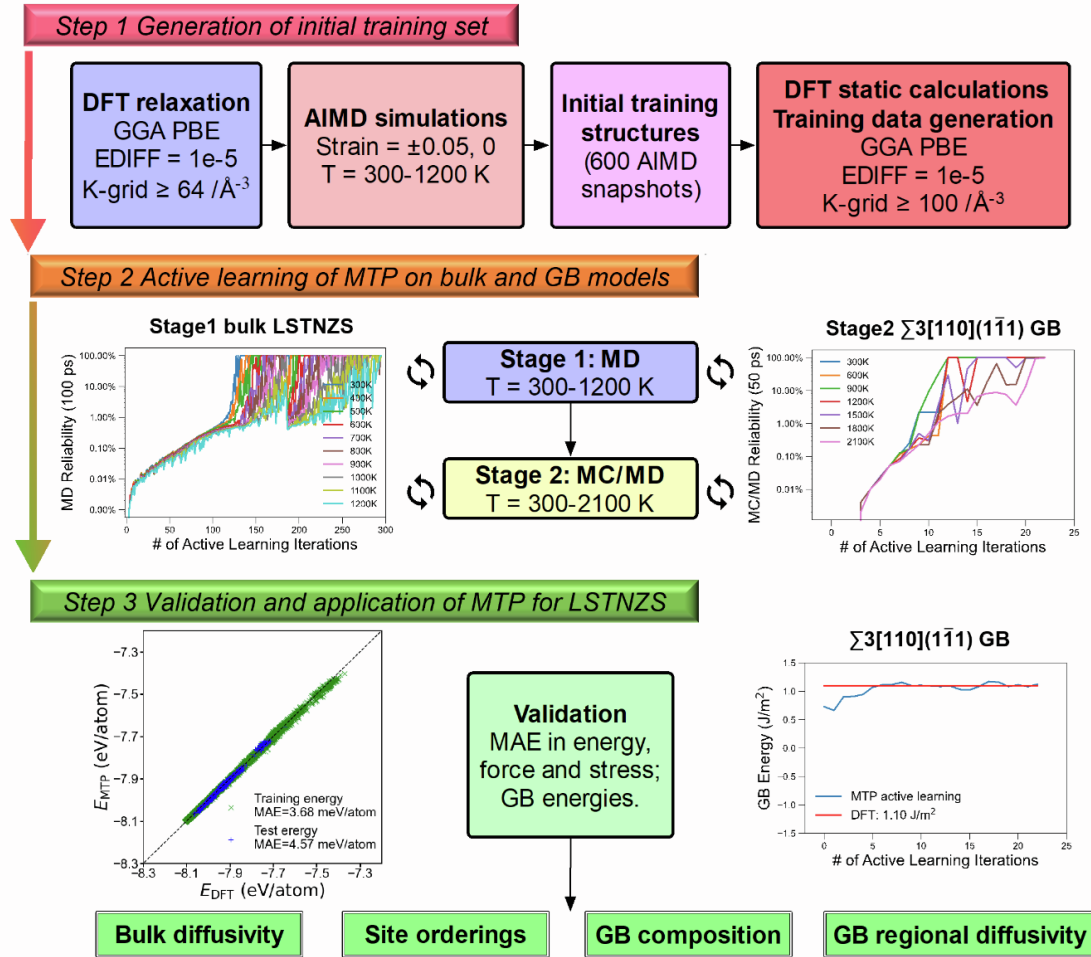 Step 1 Generation of initial training set
DFT relaxation
GGA PBE
EDIFF = 1e-5
K-grid ≥ 64 /Å⁻³
AIMD simulations
Strain = ±0.05, 0
T = 300-1200 K
Initial training
structures
(600 AIMD
snapshots)
DFT static calculations
Training data generation
GGA PBE
EDIFF = 1e-5
K-grid ≥ 100 /Å⁻³
Step 2 Active learning of MTP on bulk and GB models
Stage1 bulk LSTNZS
MD Reliability (100 ps)
100.00%
10.00%
1.00%
0.10%
0.01%
0.00%
300K
400K
500K
600K
700K
800K
900K
1000K
1100K
1200K
0 50 100 150 200 250 300
# of Active Learning Iterations
Stage 1: MD
T = 300-1200 K
Stage 2: MC/MD
T = 300-2100 K
Stage2 ∑3[110](11̅1) GB
MC/MD Reliability (50 ps)
100.00%
10.00%
1.00%
0.10%
0.01%
300K
600K
900K
1200K
1500K
1800K
2100K
0 5 10 15 20 25
# of Active Learning Iterations
Step 3 Validation and application of MTP for LSTNZS
E_MTP (eV/atom)
−7.3
−7.5
−7.7
−7.9
−8.1
−8.3
Training energy
MAE=3.68 meV/atom
Test energy
MAE=4.57 meV/atom
−8.3 −8.1 −7.9 −7.7 −7.5 −7.3
E_DFT (eV/atom)
Validation
MAE in energy,
force and stress;
GB energies.
∑3[110](11̅1) GB
GB Energy (J/m²)
1.5
1.0
0.5
0.0
−0.5
−1.0
−1.5
MTP active learning
DFT: 1.10 J/m²
0 5 10 15 20 25
# of Active Learning Iterations
Bulk diffusivity
Site orderings
GB composition
GB regional diffusivity